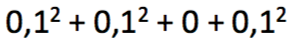 0,1² + 0,1² + 0 + 0,1²